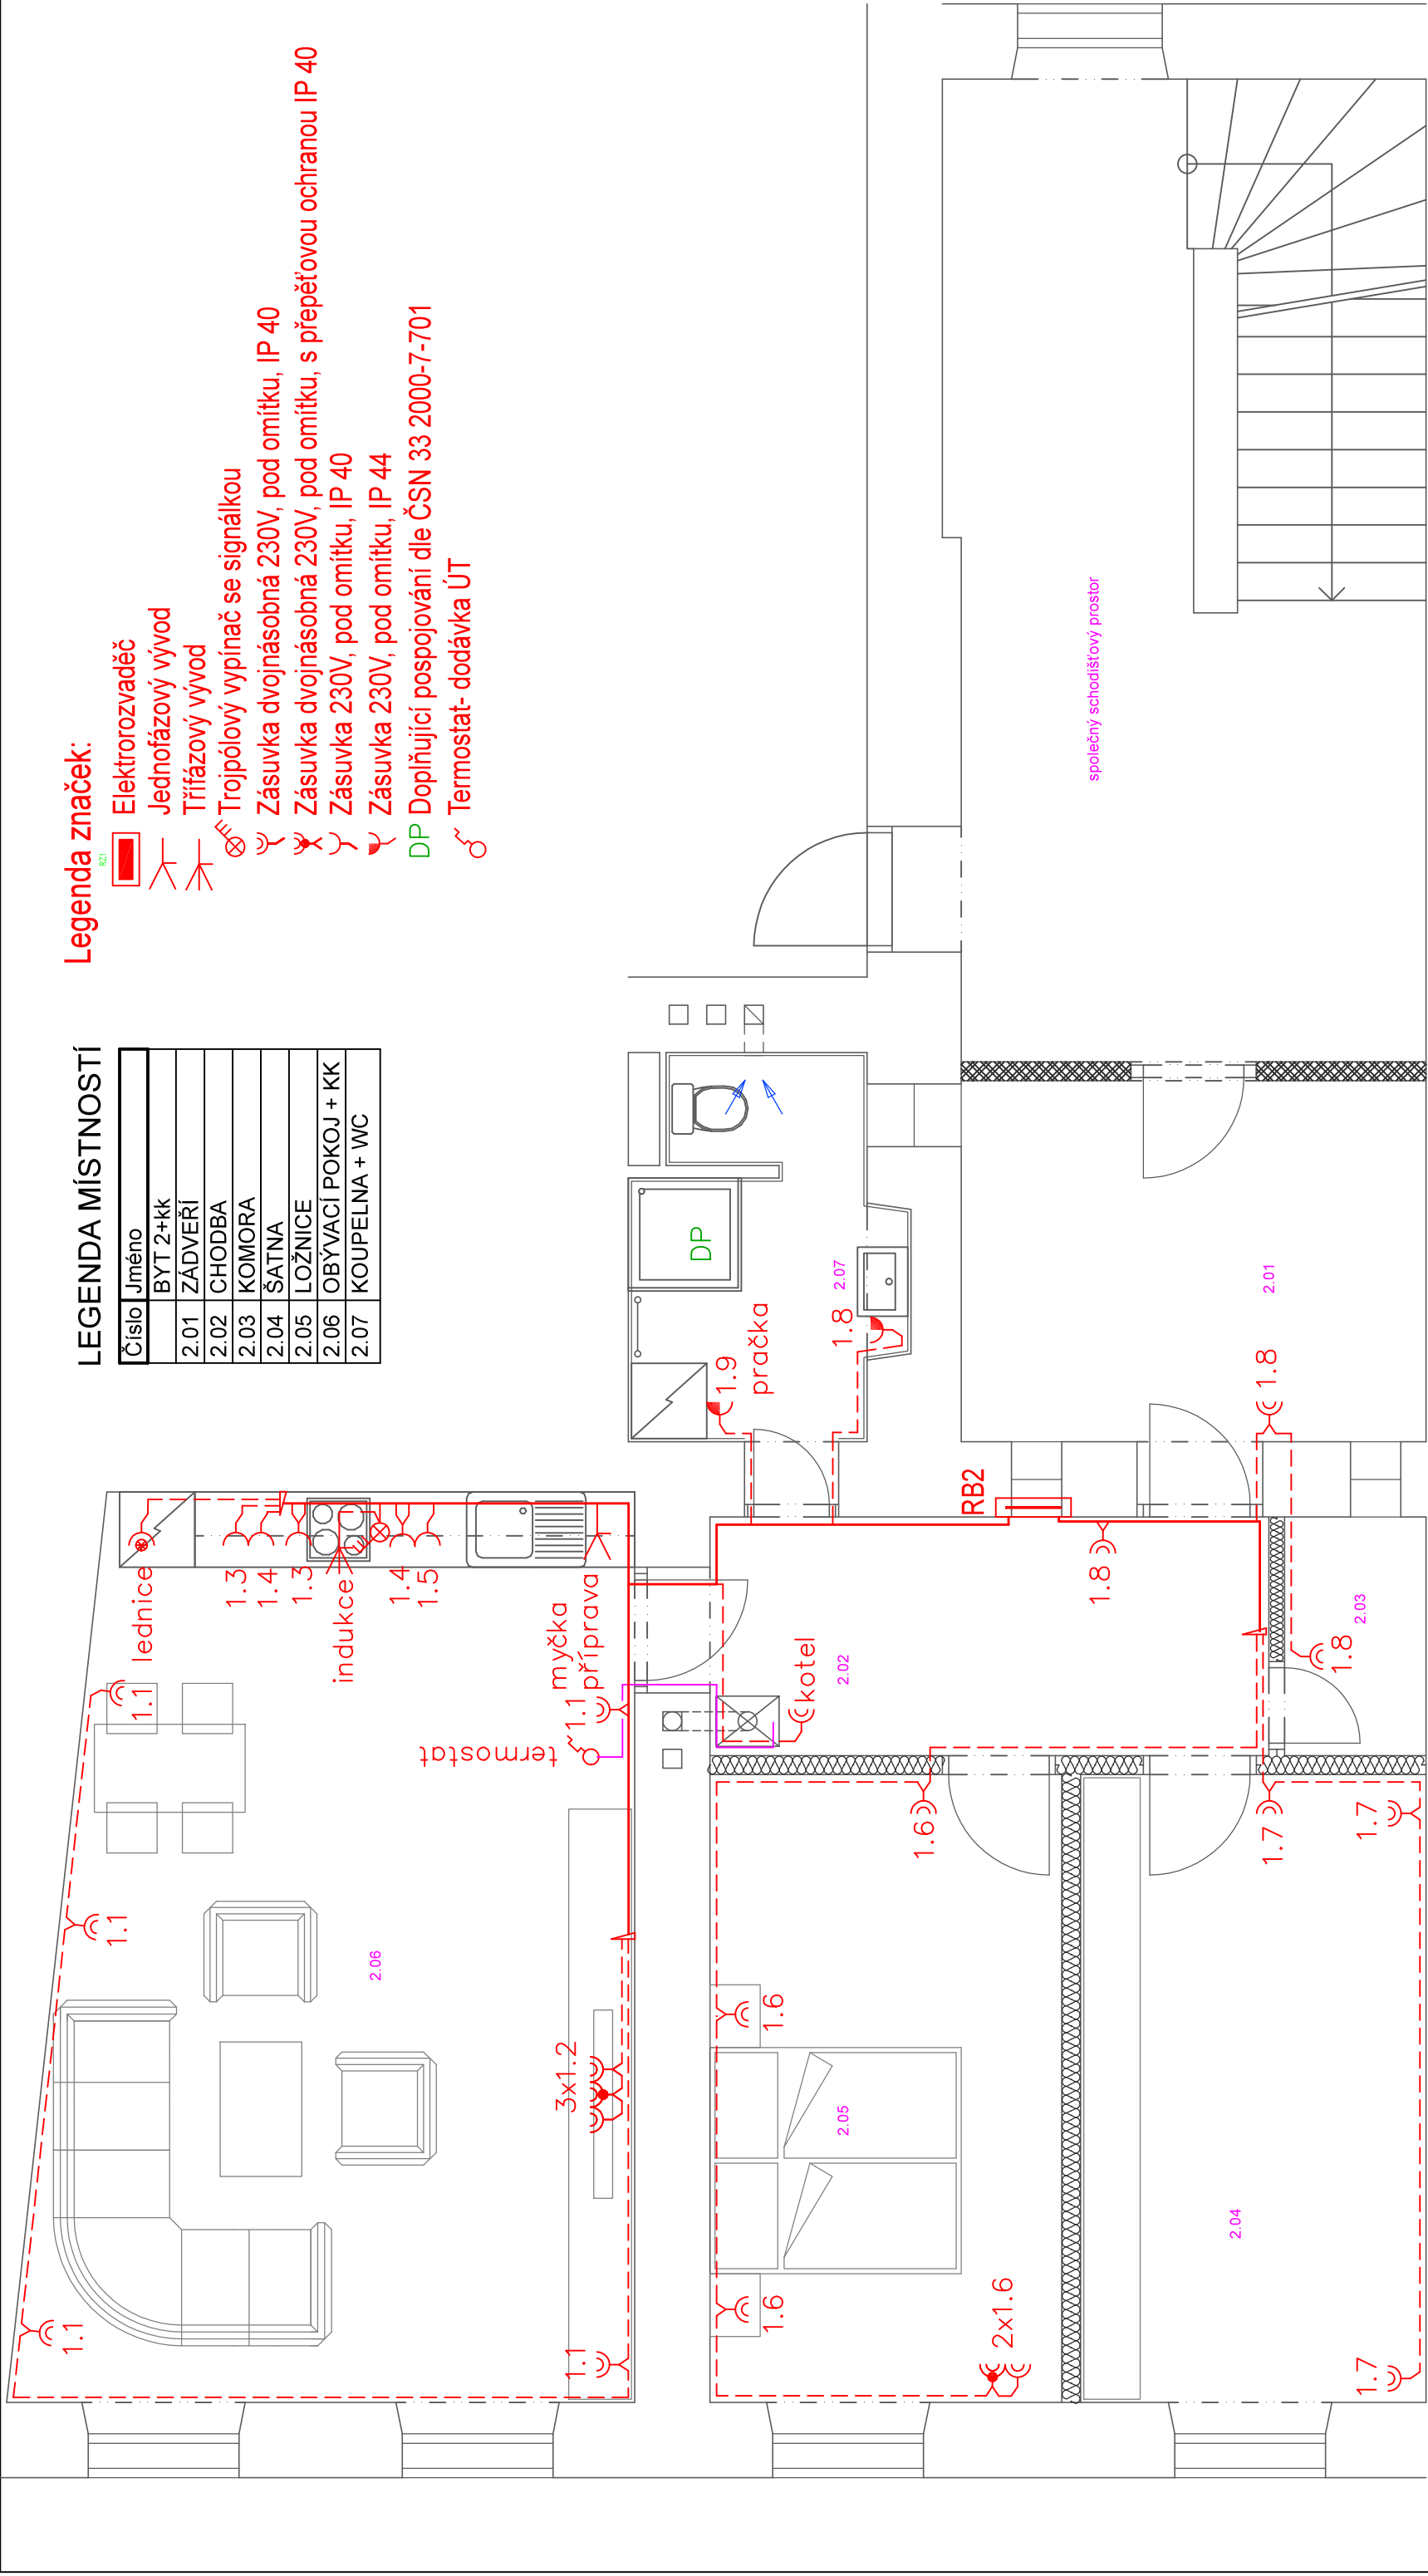 LEGENDA MÍSTNOSTÍ
Číslo Jméno
BYT 2+kk
2.01 ZÁDVEŘÍ
2.02 CHODBA
2.03 KOMORA
2.04 ŠATNA
2.05 LOŽNICE
2.06 OBÝVACÍ POKOJ + KK
2.07 KOUPELNA + WC
Legenda značek:
RZ1
Elektrorozvaděč
Jednofázový vývod
Třífázový vývod
Trojpólový vypínač se signálkou
Zásuvka dvojnásobná 230V, pod omítku, IP 40
Zásuvka dvojnásobná 230V, pod omítku, s přepěťovou ochranou IP 40
Zásuvka 230V, pod omítku, IP 40
Zásuvka 230V, pod omítku, IP 44
DP Doplňující pospojování dle ČSN 33 2000-7-701
Termostat- dodávka ÚT
1.1
1.1
1.1
lednice
1.3
1.4
1.3
indukce
1.4
1.5
myčka
příprava
1.1
termostat
2.06
3x1.2
1.1
1.9
pračka
DP
1.8
2.07
RB2
kotel
2.02
1.8
1.8
2.01
1.8
2.03
společný schodišťový prostor
1.6
1.6
1.6
2.05
2x1.6
1.7
1.7
2.04
1.7